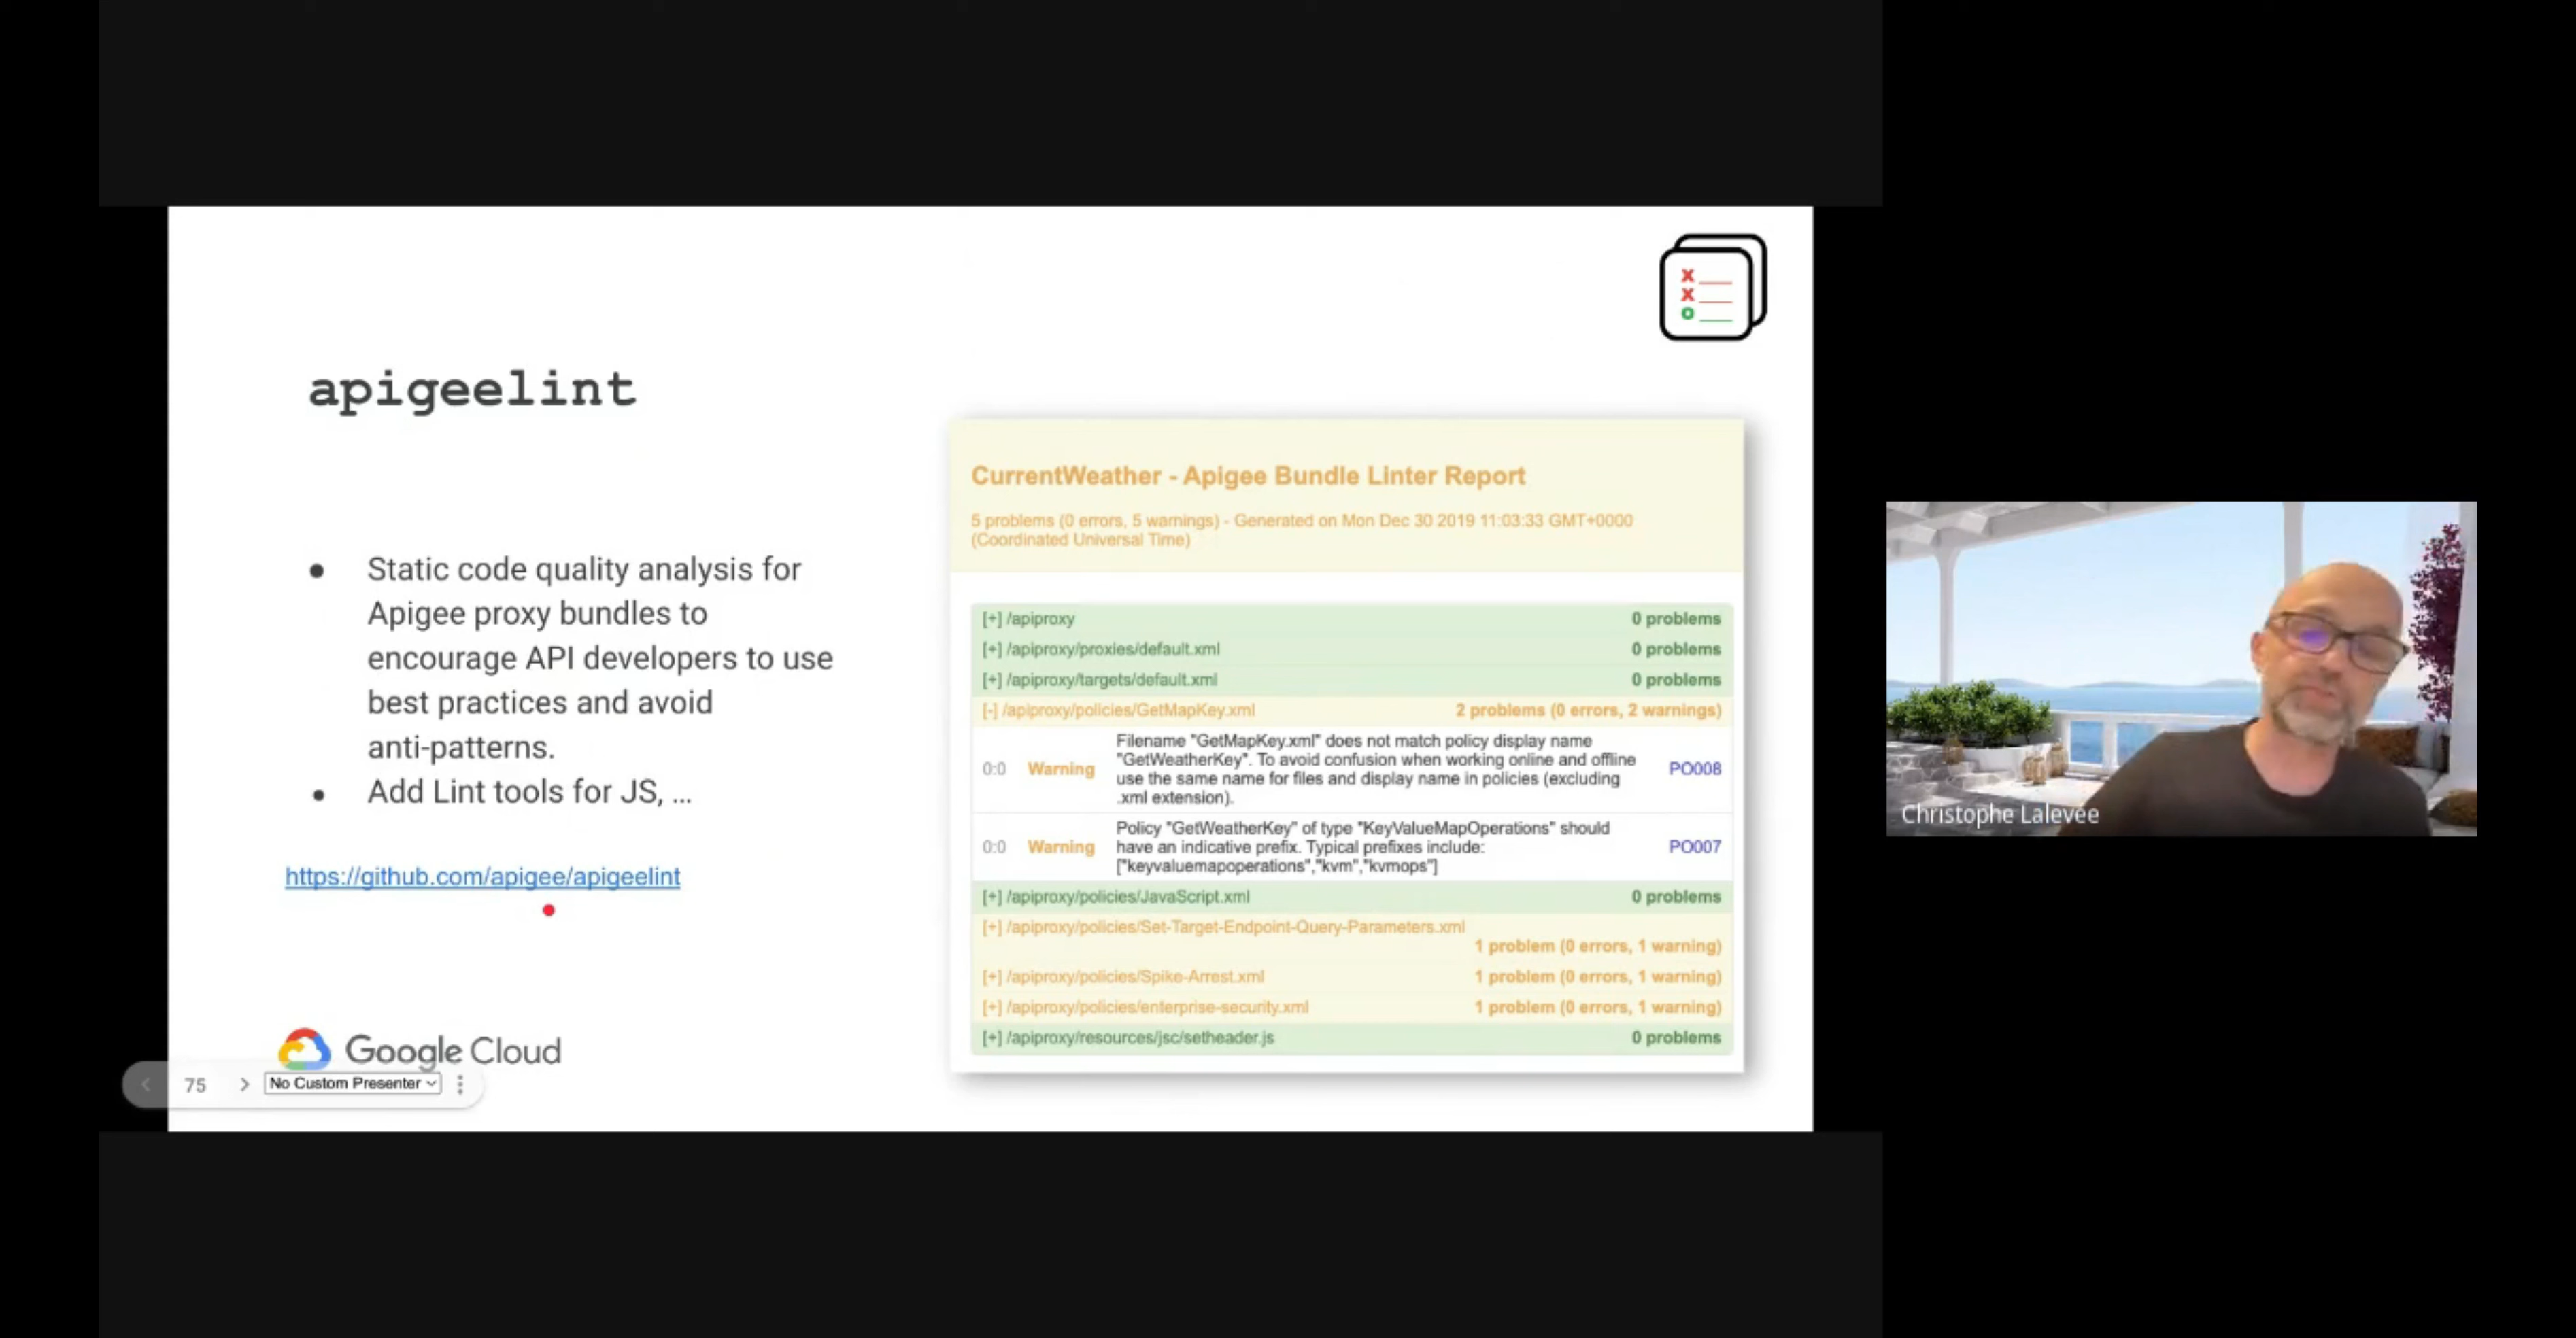 X
X
O
apigeelint
● Static code quality analysis for
Apigee proxy bundles to
encourage API developers to use
best practices and avoid
anti-patterns.
● Add Lint tools for JS, ...
https://github.com/apigee/apigeelint
Google Cloud
75
No Custom Presenter
CurrentWeather - Apigee Bundle Linter Report
5 problems (0 errors, 5 warnings) - Generated on Mon Dec 30 2019 11:03:33 GMT+0000
(Coordinated Universal Time)
[+] /apiproxy 0 problems
[+] /apiproxy/proxies/default.xml 0 problems
[+] /apiproxy/targets/default.xml 0 problems
[-] /apiproxy/policies/GetMapKey.xml 2 problems (0 errors, 2 warnings)
Filename "GetMapKey.xml" does not match policy display name
"GetWeatherKey". To avoid confusion when working online and offline
0:0 Warning use the same name for files and display name in policies (excluding PO008
.xml extension).
Policy "GetWeatherKey" of type "KeyValueMapOperations" should
0:0 Warning have an indicative prefix. Typical prefixes include: PO007
["keyvaluemapoperations","kvm","kvmops"]
[+] /apiproxy/policies/JavaScript.xml 0 problems
[+] /apiproxy/policies/Set-Target-Endpoint-Query-Parameters.xml
1 problem (0 errors, 1 warning)
[+] /apiproxy/policies/Spike-Arrest.xml 1 problem (0 errors, 1 warning)
[+] /apiproxy/policies/enterprise-security.xml 1 problem (0 errors, 1 warning)
[+] /apiproxy/resources/jsc/setheader.js 0 problems
Christophe Lalevée